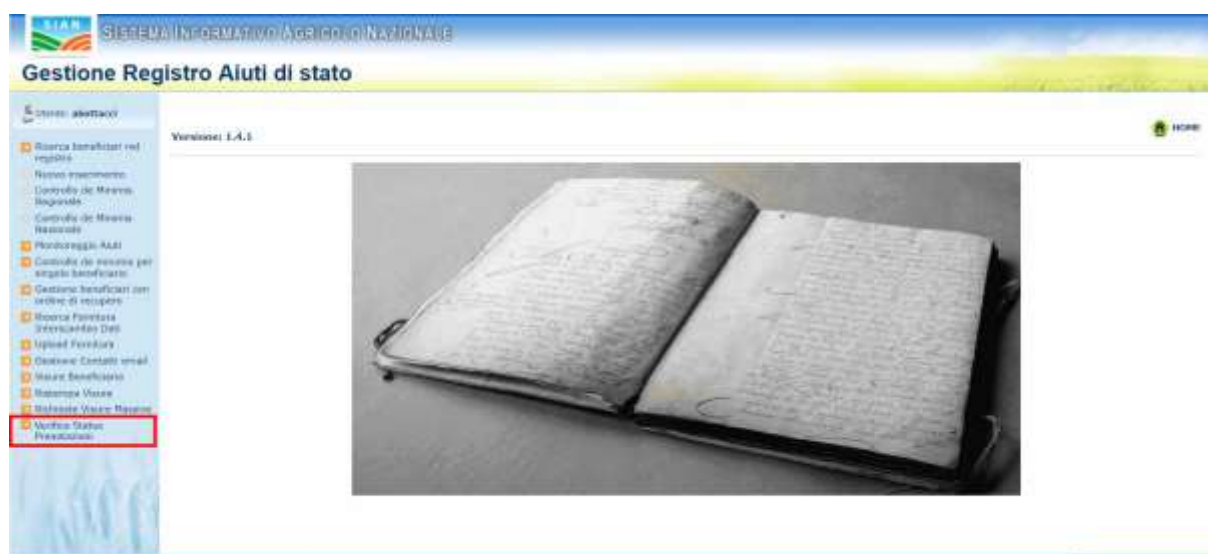 SIAN
SISTEMA INFORMATIVO AGRICOLO NAZIONALE
Gestione Registro Aiuti di stato
Utente: abottacci
Versione: 1.4.1
HOME
Ricerca beneficiari nel
registro
Nuovo inserimento
Controllo de Minimis
Regionale
Controllo de Minimis
Nazionale
Monitoraggio Aiuti
Controllo de minimis per
singolo beneficiario
Gestione beneficiari con
ordine di recupero
Ricerca Fornitura
Interscambio Dati
Upload Fornitura
Gestione Contatti email
Visure Beneficiario
Ristampa Visura
Richieste Visure Massive
Verifica Status
Prenotazioni